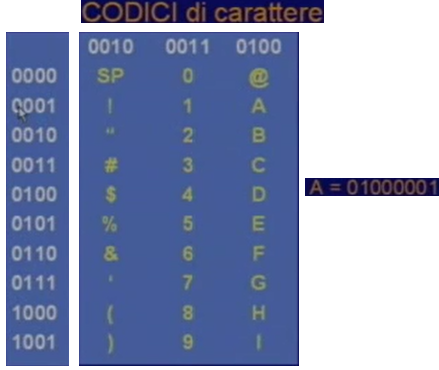 CODICI di carattere
0010 0011 0100
0000 SP 0 @
0001 ! 1 A
0010 “ 2 B
0011 # 3 C
0100 $ 4 D
A = 01000001
0101 % 5 E
0110 & 6 F
0111 ‘ 7 G
1000 ( 8 H
1001 ) 9 I